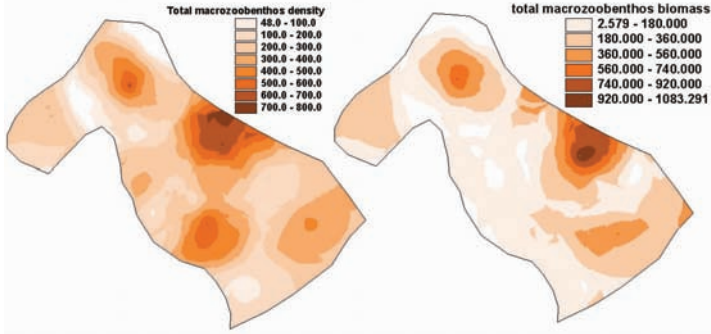 Total macrozoobenthos density
48.0 - 100.0
100.0 - 200.0
200.0 - 300.0
300.0 - 400.0
400.0 - 500.0
500.0 - 600.0
600.0 - 700.0
700.0 - 800.0
total macrozoobenthos biomass
2.579 - 180.000
180.000 - 360.000
360.000 - 560.000
560.000 - 740.000
740.000 - 920.000
920.000 - 1083.291